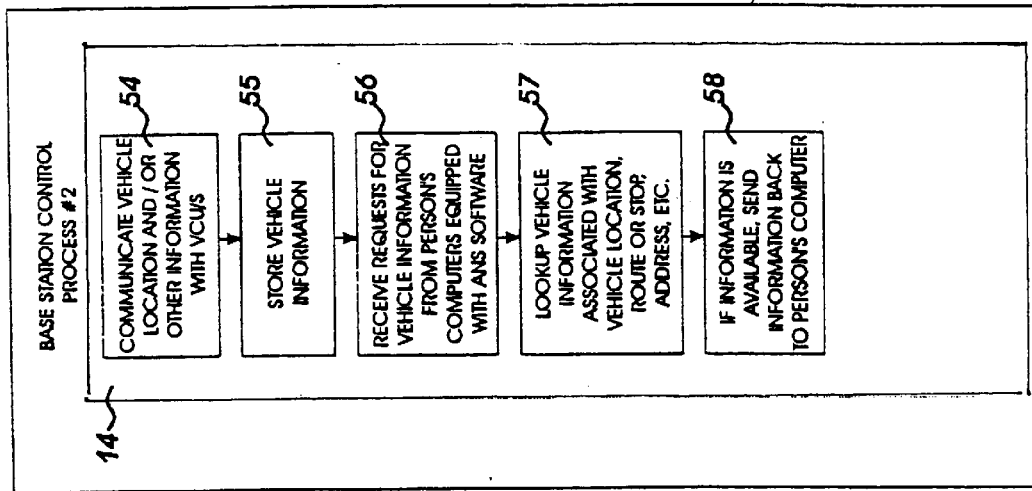 BASE STATION CONTROL
PROCESS #2
14
54
COMMUNICATE VEHICLE
LOCATION AND / OR
OTHER INFORMATION
WITH VCU/S
55
STORE VEHICLE
INFORMATION
56
RECEIVE REQUESTS FOR
VEHICLE INFORMATION
FROM PERSON'S
COMPUTERS EQUIPPED
WITH ANS SOFTWARE
57
LOOKUP VEHICLE
INFORMATION
ASSOCIATED WITH
VEHICLE LOCATION,
ROUTE OR STOP,
ADDRESS, ETC.
58
IF INFORMATION IS
AVAILABLE, SEND
INFORMATION BACK
TO PERSON'S COMPUTER